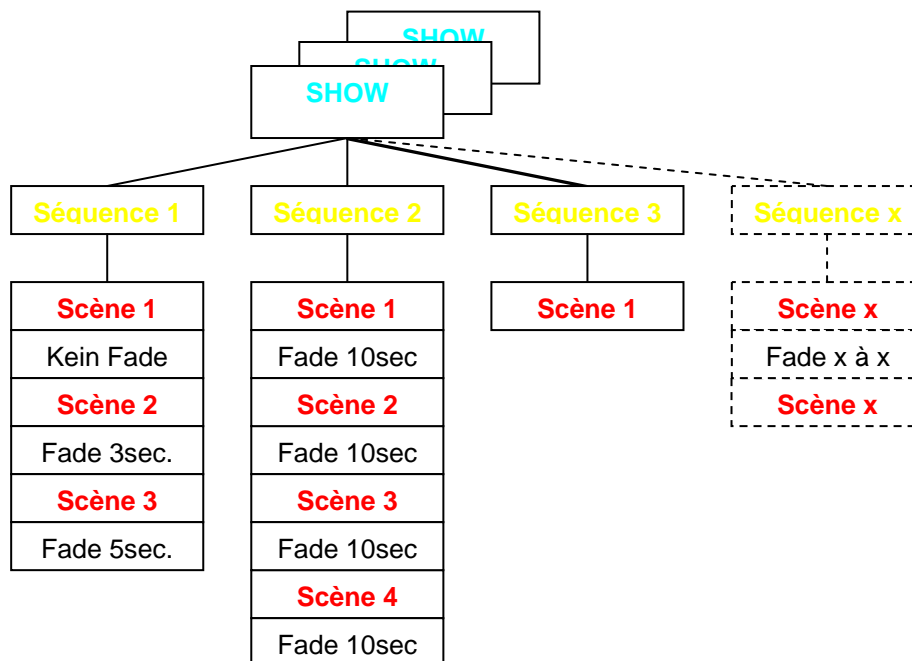 SHOW
SHOW
SHOW
Séquence 1
Séquence 2
Séquence 3
Séquence x
Scène 1
Kein Fade
Scène 2
Fade 3sec.
Scène 3
Fade 5sec.
Scène 1
Fade 10sec
Scène 2
Fade 10sec
Scène 3
Fade 10sec
Scène 4
Fade 10sec
Scène 1
Scène x
Fade x à x
Scène x